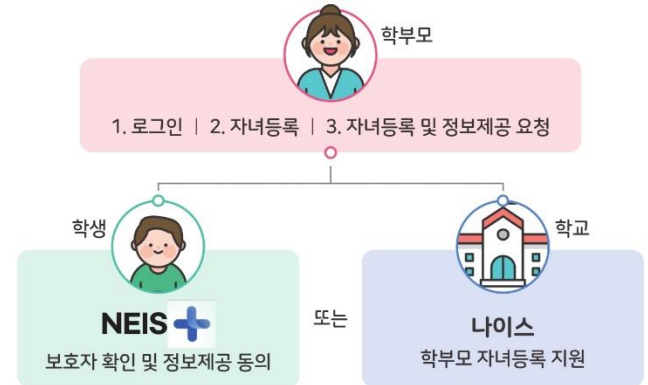 학부모
1. 로그인 | 2. 자녀등록 | 3. 자녀등록 및 정보제공 요청
학생
NEIS
보호자 확인 및 정보제공 동의
또는
학교
나이스
학부모 자녀등록 지원